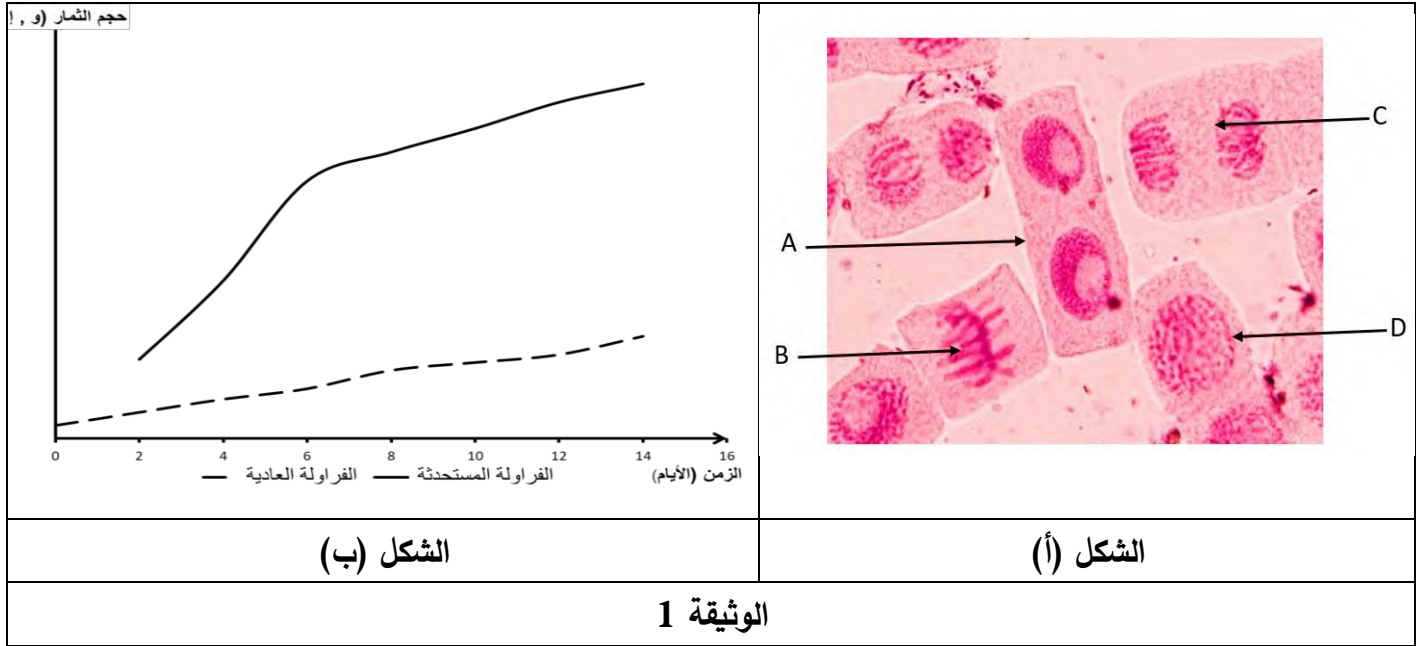 حجم الثمار (و , إ
0 2 4 6 8 10 12 14 16
الفراولة العادية الفراولة المستحدثة الزمن (الأيام)
A
B
C
D
الشكل (أ)
الشكل (ب)
الوثيقة 1